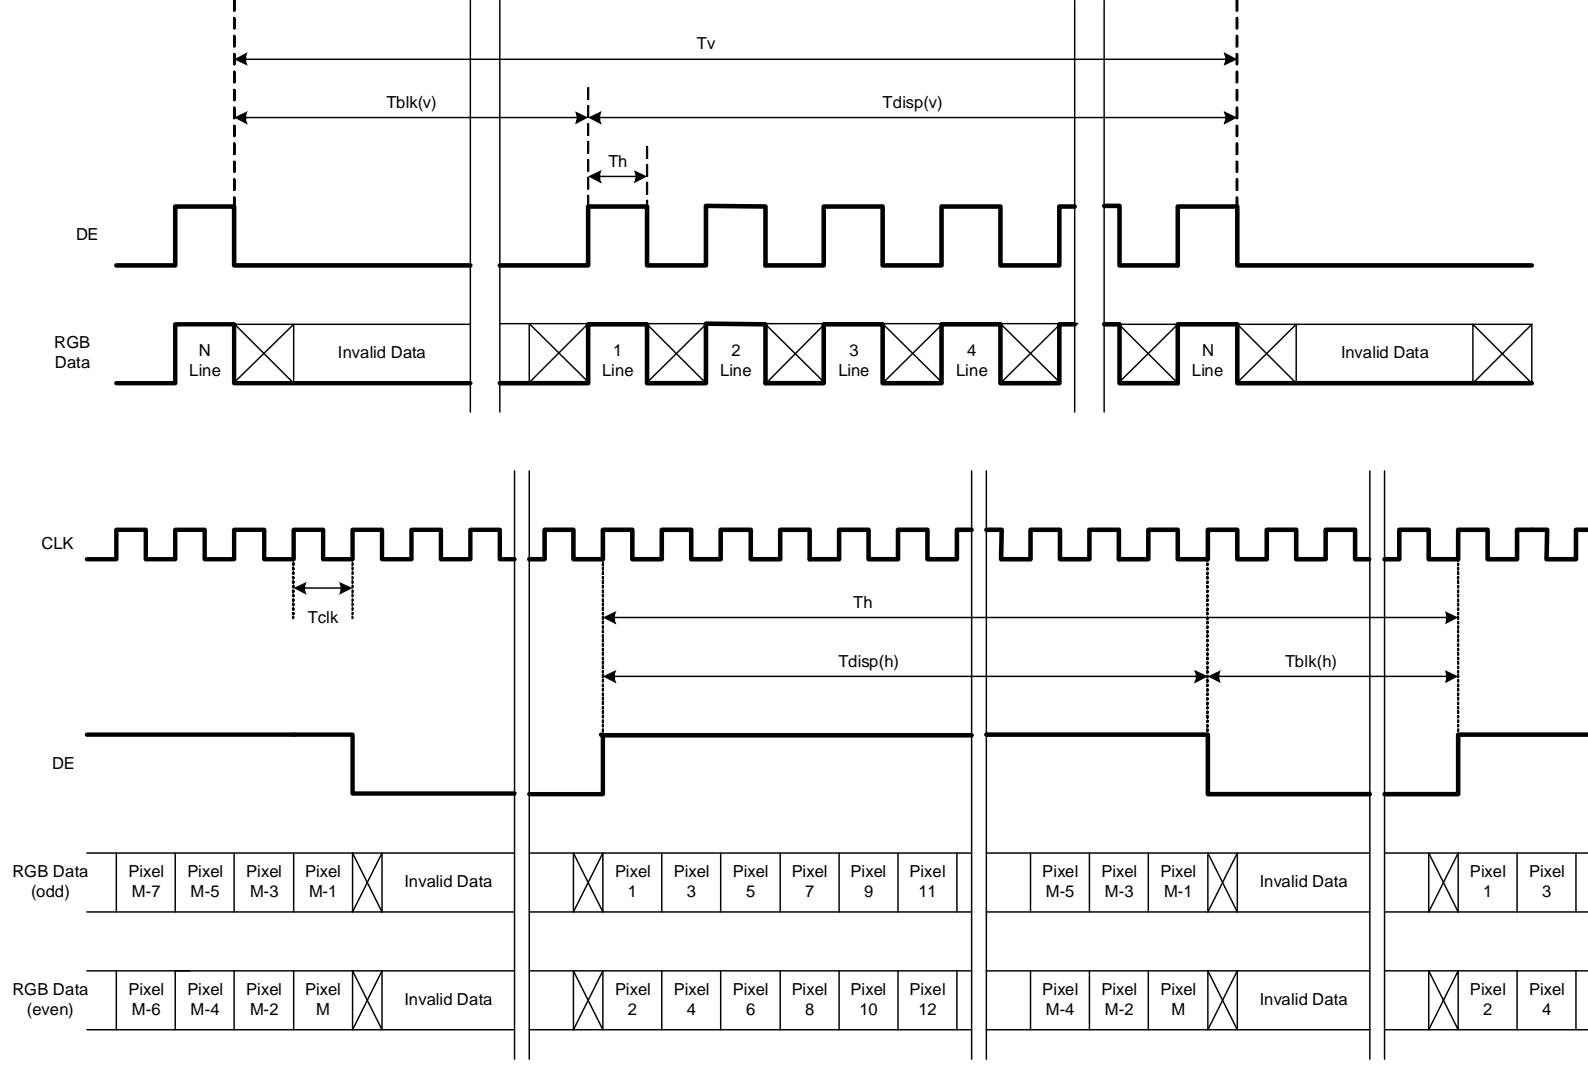 Tv
Tblk(v) Tdisp(v)
Th
DE
RGB
Data
N
Line
Invalid Data
1
Line
2
Line
3
Line
4
Line
N
Line
Invalid Data
CLK
Tclk
Th
Tdisp(h) Tblk(h)
DE
RGB Data
(odd)
Pixel
M-7
Pixel
M-5
Pixel
M-3
Pixel
M-1
Invalid Data
Pixel
1
Pixel
3
Pixel
5
Pixel
7
Pixel
9
Pixel
11
Pixel
M-5
Pixel
M-3
Pixel
M-1
Invalid Data
Pixel
1
Pixel
3
RGB Data
(even)
Pixel
M-6
Pixel
M-4
Pixel
M-2
Pixel
M
Invalid Data
Pixel
2
Pixel
4
Pixel
6
Pixel
8
Pixel
10
Pixel
12
Pixel
M-4
Pixel
M-2
Pixel
M
Invalid Data
Pixel
2
Pixel
4